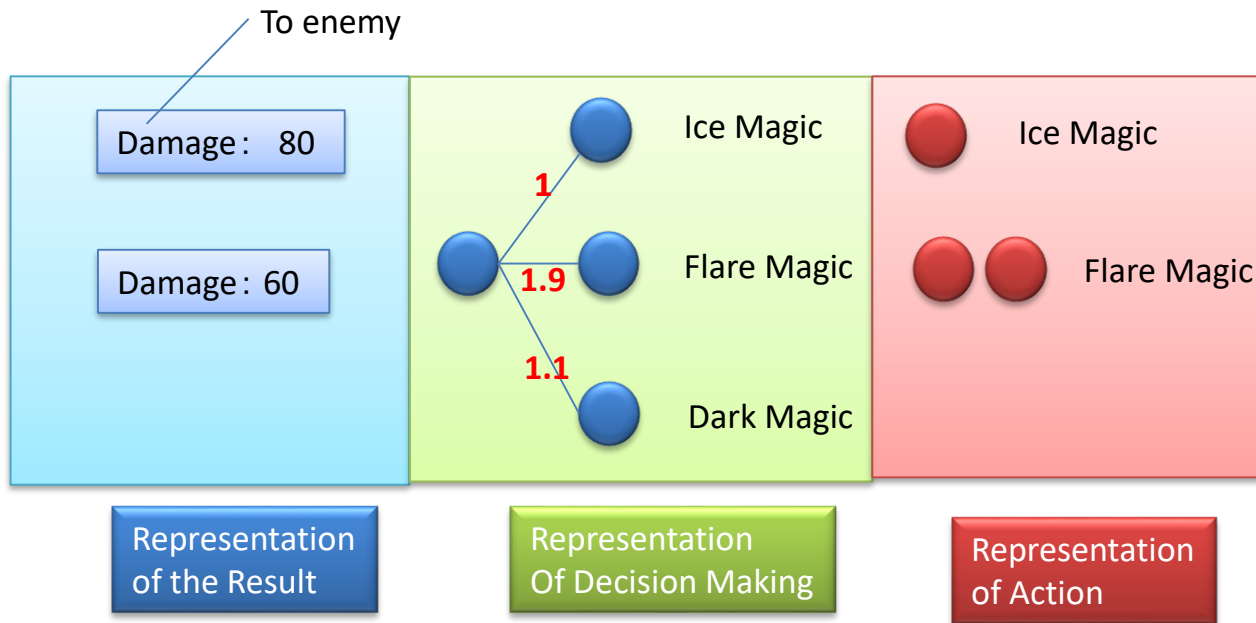 To enemy
Damage： 80
Damage：60
1
1.9
1.1
Ice Magic
Flare Magic
Dark Magic
Ice Magic
Flare Magic
Representation
of the Result
Representation
Of Decision Making
Representation
of Action